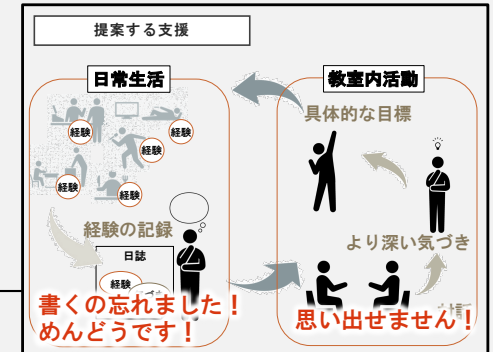 提案する支援
日常生活
教室内活動
経験
経験
経験
経験
経験
具体的な目標
経験の記録
日誌
経験
より深い気づき
書くの忘れました！
めんどうです！
思い出せません！